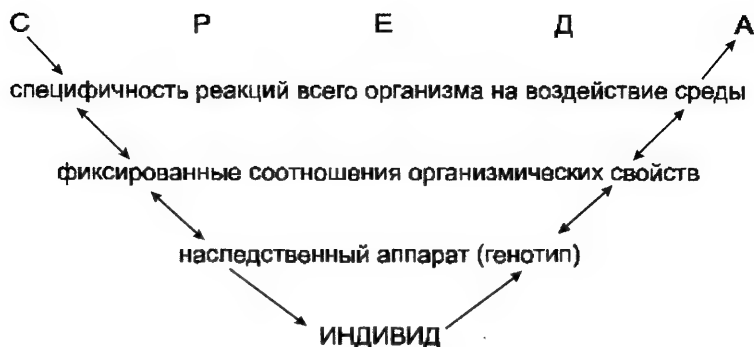 С Р Е Д А
специфичность реакций всего организма на воздействие среды
фиксированные соотношения организмических свойств
наследственный аппарат (генотип)
ИНДИВИД